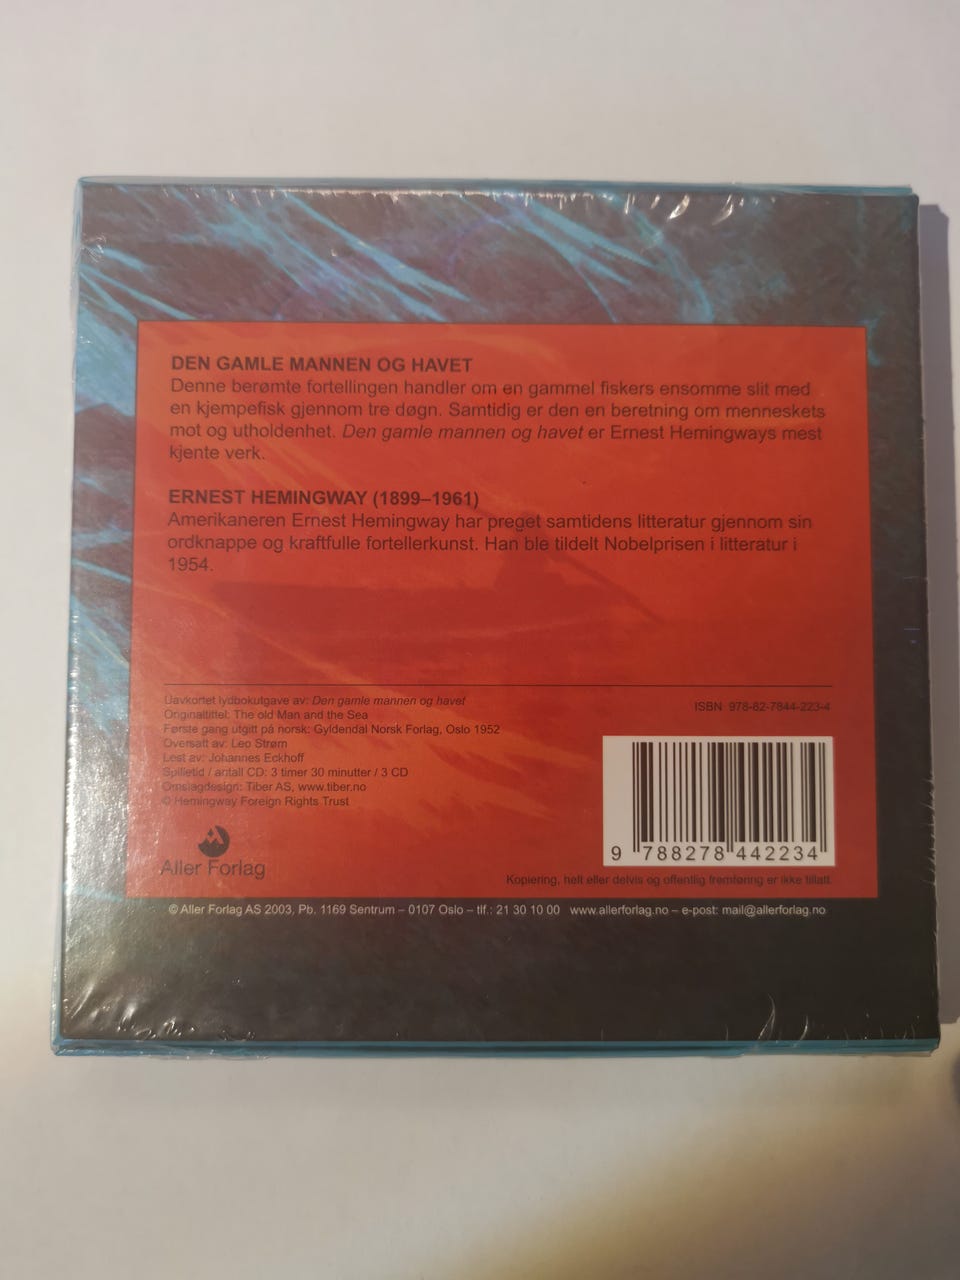 DEN GAMLE MANNEN OG HAVET
Denne berømte fortellingen handler om en gammel fiskers ensomme slit med
en kjempefisk gjennom tre døgn. Samtidig er den en beretning om menneskets
mot og utholdenhet. Den gamle mannen og havet er Ernest Hemingways mest
kjente verk.
ERNEST HEMINGWAY (1899–1961)
Amerikaneren Ernest Hemingway har preget samtidens litteratur gjennom sin
ordknappe og kraftfulle fortellerkunst. Han ble tildelt Nobelprisen i litteratur i
1954.
Uavkortet lydbokutgave av: Den gamle mannen og havet
Originaltittel: The old Man and the Sea
Første gang utgitt på norsk: Gyldendal Norsk Forlag, Oslo 1952
Oversatt av: Leo Strøm
Lest av: Johannes Eckhoff
Spilletid / antall CD: 3 timer 30 minutter / 3 CD
Omslagdesign: Tiber AS, www.tiber.no
© Hemingway Foreign Rights Trust
ISBN 978-82-7844-223-4
9 788278 442234
Aller Forlag
Kopiering, helt eller delvis og offentlig fremføring er ikke tillatt.
© Aller Forlag AS 2003, Pb. 1169 Sentrum – 0107 Oslo – tlf.: 21 30 10 00 www.allerforlag.no – e-post: mail@allerforlag.no